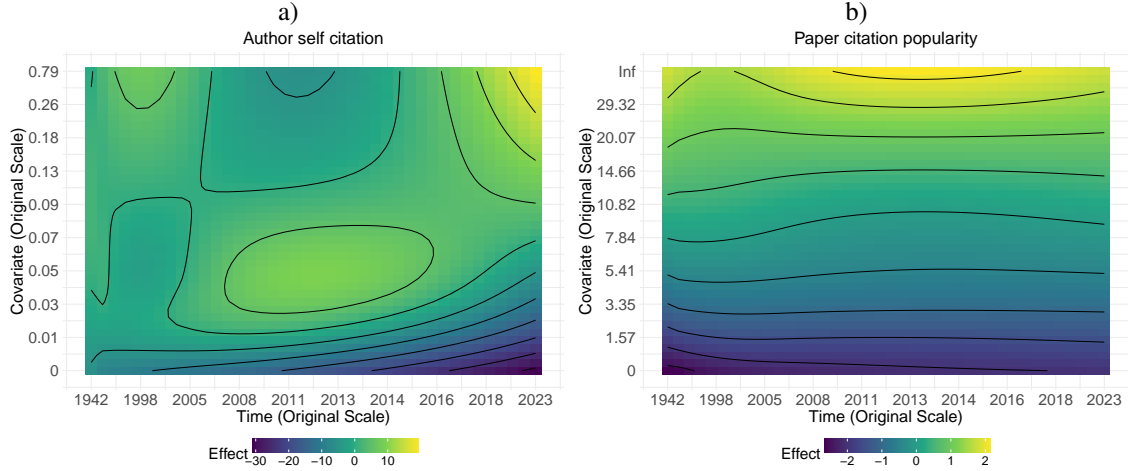 a)
Author self citation
Covariate (Original Scale)
0.79
0.26
0.18
0.13
0.09
0.07
0.05
0.03
0.01
0
1942 1998 2005 2008 2013 2014 2016 2018 2023
Time (Original Scale)
Effect
−30 −20 −10 0 10
b)
Paper citation popularity
Covariate (Original Scale)
Inf
29.32
20.07
14.66
10.82
7.84
5.41
3.35
1.57
0
1942 1998 2005 2008 2013 2014 2016 2018 2023
Time (Original Scale)
Effect
−2 −1 0 1 2